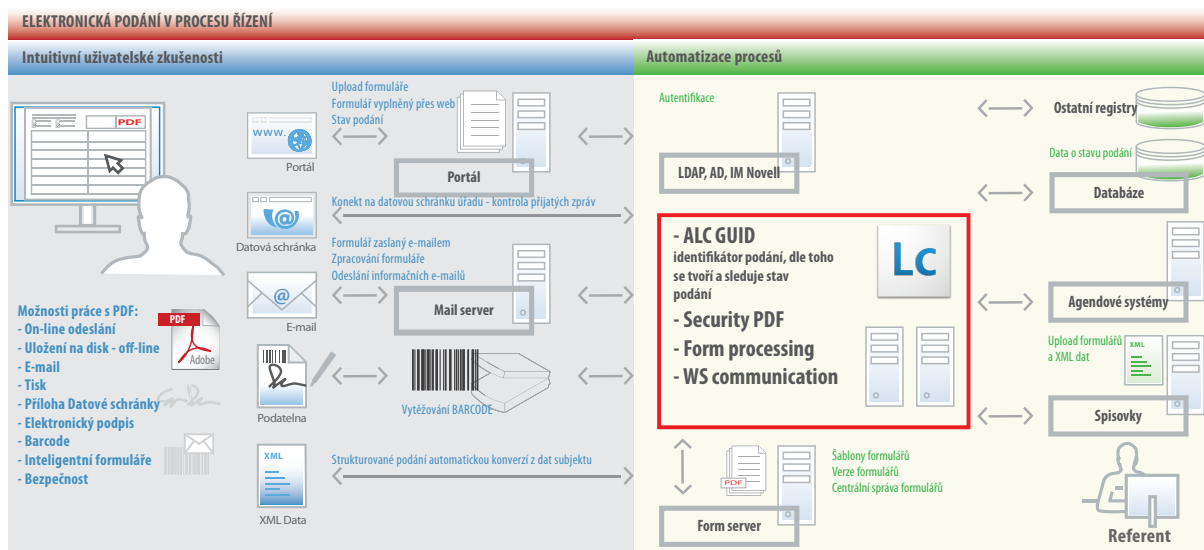 ELEKTRONICKÁ PODÁNÍ V PROCESU ŘÍZENÍ
Intuitivní uživatelské zkušenosti
PDF
Možnosti práce s PDF:
- On-line odeslání
- Uložení na disk - off-line
- E-mail
- Tisk
- Příloha Datové schránky
- Elektronický podpis
- Barcode
- Inteligentní formuláře
- Bezpečnost
PDF
Adobe
www.
Portál
Upload formuláře
Formulář vyplněný přes web
Stav podání
Portál
@
Datová schránka
Konekt na datovou schránku úřadu - kontrola přijatých zpráv
@
E-mail
Formulář zaslaný e-mailem
Zpracování formuláře
Odeslání informačních e-mailů
Mail server
Podatelna
Vytěžování BARCODE
XML
XML Data
Strukturované podání automatickou konverzí z dat subjektu
Automatizace procesů
Autentifikace
LDAP, AD, IM Novell
- ALC GUID
identifikátor podání, dle toho
se tvoří a sleduje stav
podání
- Security PDF
- Form processing
- WS communication
Lc
PDF
Form server
Šablony formulářů
Verze formulářů
Centrální správa formulářů
Ostatní registry
Data o stavu podání
Databáze
Agendové systémy
Upload formulářů
a XML dat
XML
Spisovky
Referent